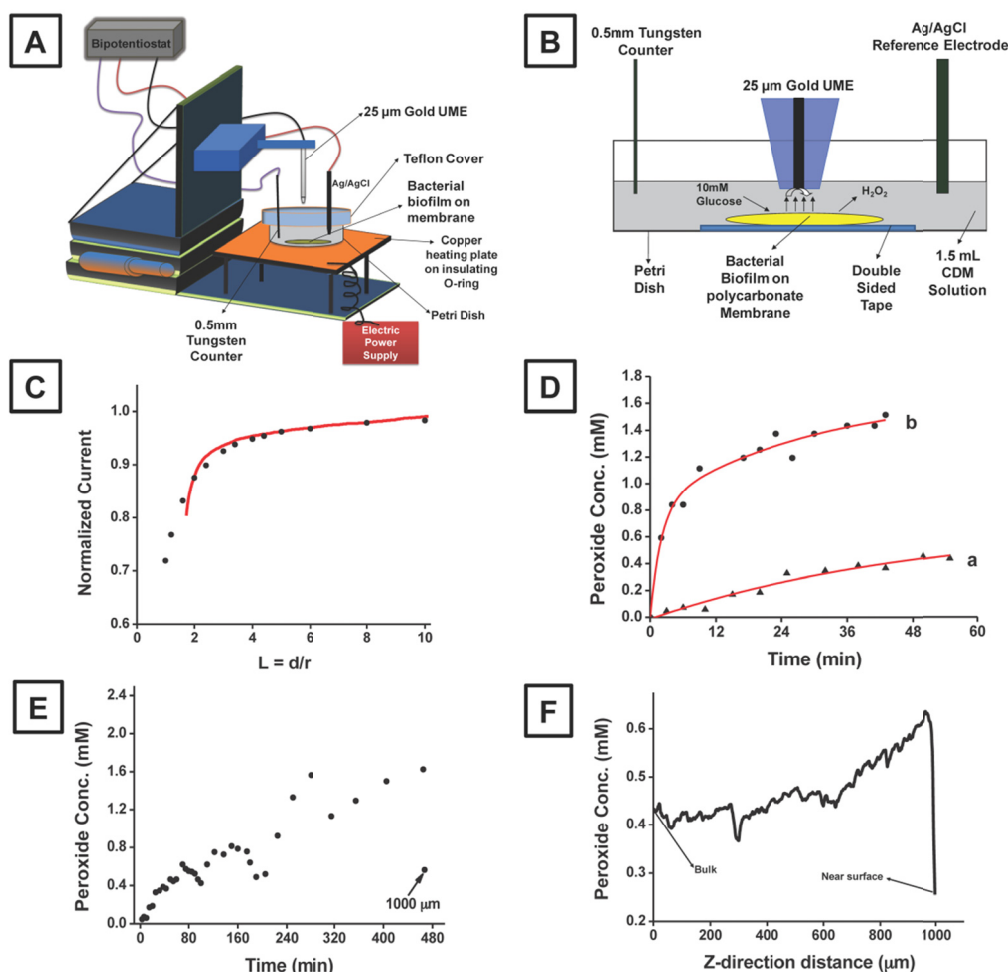 A
Bipotentiostat
25 µm Gold UME
Teflon Cover
Ag/AgCl
Bacterial
biofilm on
membrane
Copper
heating plate
on insulating
O-ring
Petri Dish
0.5mm
Tungsten
Counter
Electric
Power
Supply
B
0.5mm Tungsten
Counter
Ag/AgCl
Reference Electrode
25 µm Gold UME
10mM
Glucose
H₂O₂
Petri
Dish
Bacterial
Biofilm on
polycarbonate
Membrane
Double
Sided
Tape
1.5 mL
CDM
Solution
C
Normalized Current
1.0
0.9
0.8
0.7
0.6
0 2 4 6 8 10
L = d/r
D
Peroxide Conc. (mM)
1.8
1.6
1.4
1.2
1.0
0.8
0.6
0.4
0.2
0.0
b
a
0 12 24 36 48 60
Time (min)
E
Peroxide Conc. (mM)
2.4
2.0
1.6
1.2
0.8
0.4
0.0
1000 µm
0 80 160 240 320 400 480
Time (min)
F
Peroxide Conc. (mM)
0.6
0.5
0.4
0.3
0.2
Bulk
Near surface
0 200 400 600 800 1000
Z-direction distance (µm)